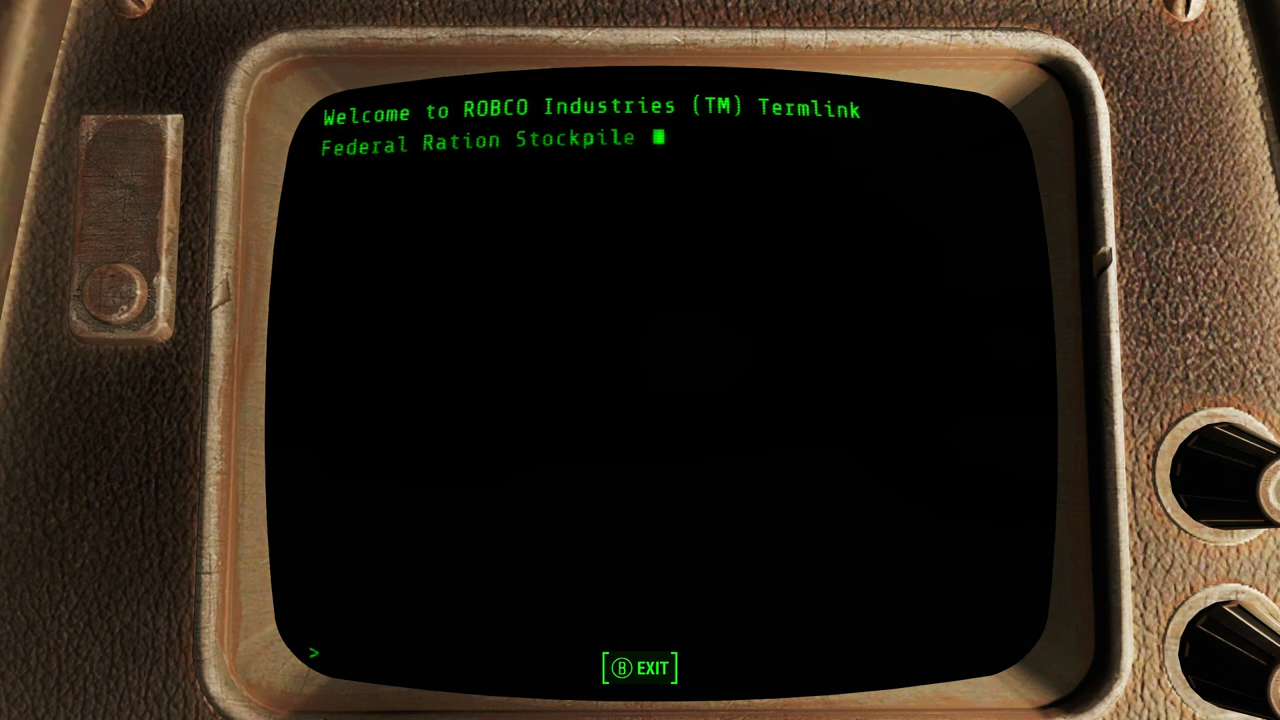 Welcome to ROBCO Industries (TM) Termlink
Federal Ration Stockpile
>
Ⓑ EXIT